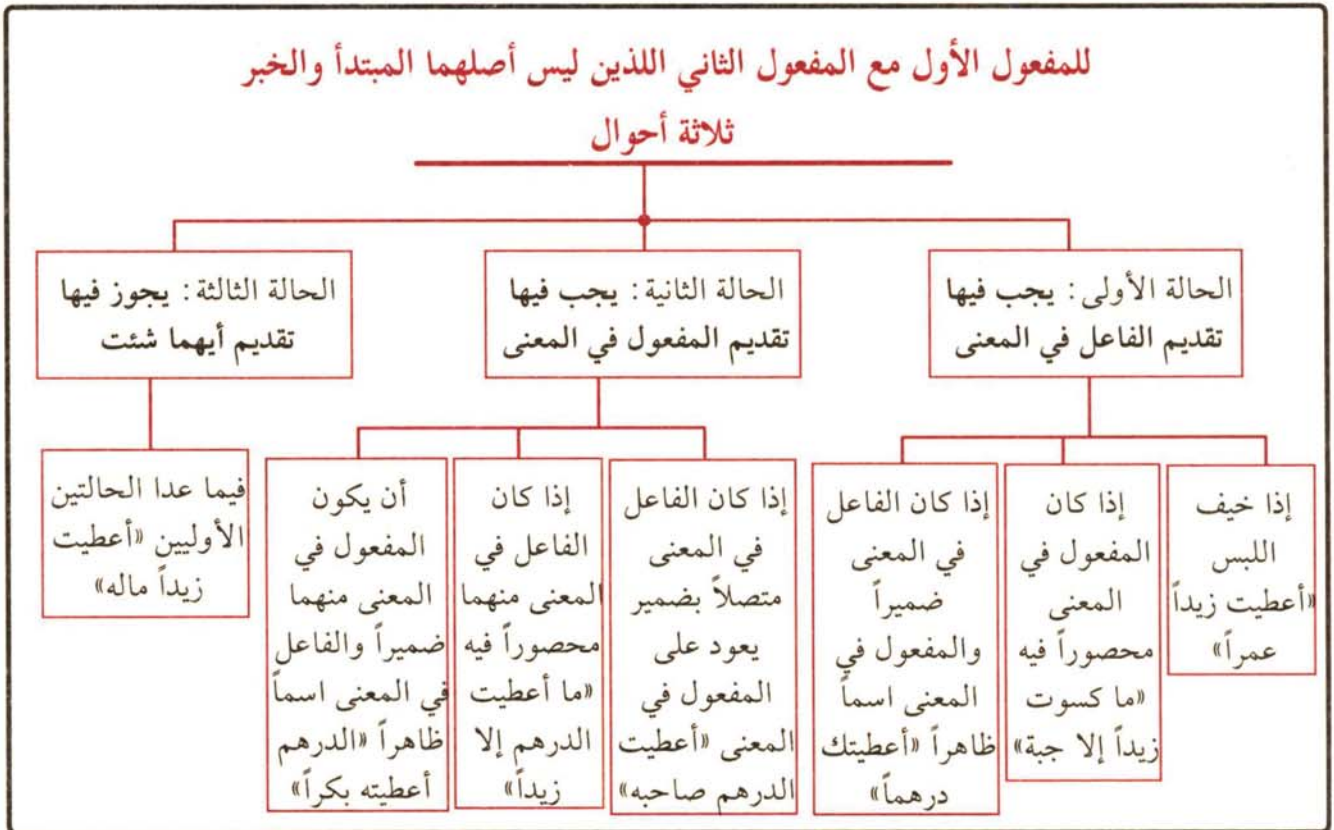 للمفعول الأول مع المفعول الثاني اللذين ليس أصلهما المبتدأ والخبر
ثلاثة أحوال
الحالة الأولى: يجب فيها
تقديم الفاعل في المعنى
إذا خيف
اللبس
«أعطيت زيداً
عمراً»
إذا كان
المفعول في
المعنى
محصوراً فيه
«ما كسوت
زيداً إلا جبة»
إذا كان الفاعل
في المعنى
ضميراً
والمفعول في
المعنى اسماً
ظاهراً «أعطيتك
درهماً»
الحالة الثانية: يجب فيها
تقديم المفعول في المعنى
إذا كان الفاعل
في المعنى
متصلاً بضمير
يعود على
المفعول في
المعنى «أعطيت
الدرهم صاحبه»
إذا كان
الفاعل في
المعنى منهما
محصوراً فيه
«ما أعطيت
الدرهم إلا
زيداً»
أن يكون
المفعول في
المعنى منهما
ضميراً والفاعل
في المعنى اسماً
ظاهراً «الدرهم
أعطيته بكراً»
الحالة الثالثة: يجوز فيها
تقديم أيهما شئت
فيما عدا الحالتين
الأوليين «أعطيت
زيداً ماله»